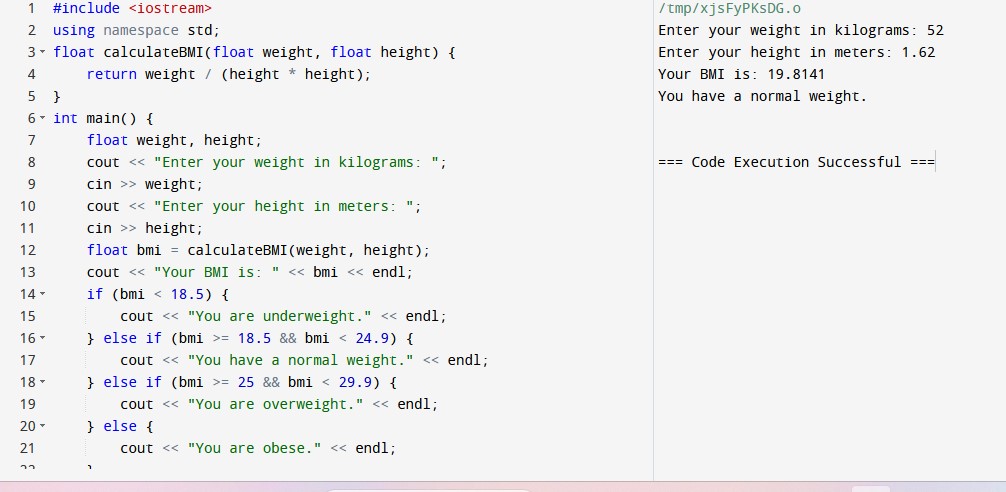 1 #include <iostream>
2 using namespace std;
3 float calculateBMI(float weight, float height) {
4     return weight / (height * height);
5 }
6 int main() {
7     float weight, height;
8     cout << "Enter your weight in kilograms: ";
9     cin >> weight;
10     cout << "Enter your height in meters: ";
11     cin >> height;
12     float bmi = calculateBMI(weight, height);
13     cout << "Your BMI is: " << bmi << endl;
14     if (bmi < 18.5) {
15         cout << "You are underweight." << endl;
16     } else if (bmi >= 18.5 && bmi < 24.9) {
17         cout << "You have a normal weight." << endl;
18     } else if (bmi >= 25 && bmi < 29.9) {
19         cout << "You are overweight." << endl;
20     } else {
21         cout << "You are obese." << endl;
22     }
/tmp/xjsFyPKsDG.o
Enter your weight in kilograms: 52
Enter your height in meters: 1.62
Your BMI is: 19.8141
You have a normal weight.
=== Code Execution Successful ===